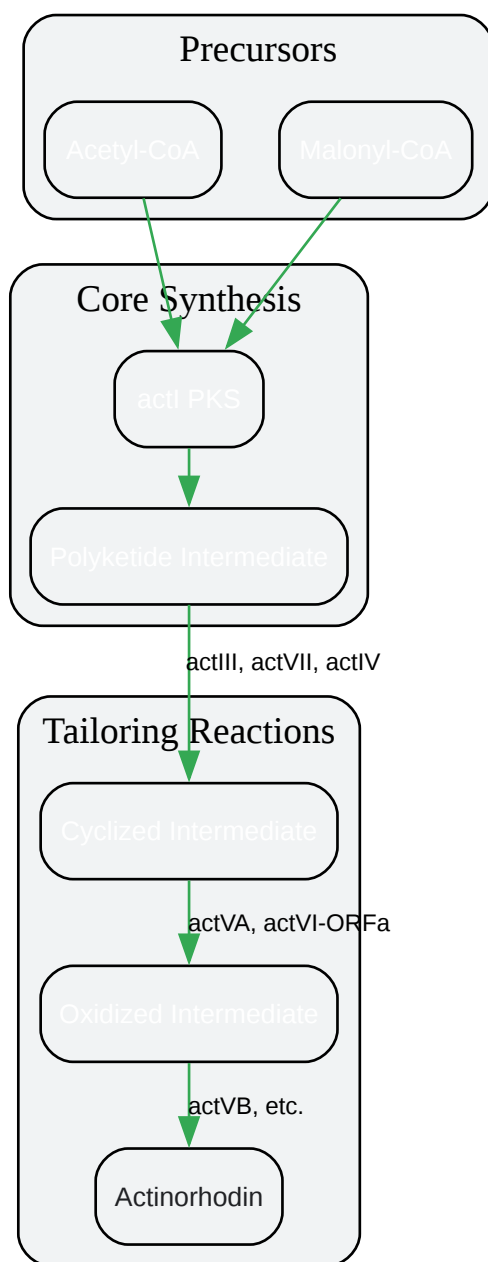 Precursors
Acetyl-CoA
Malonyl-CoA
Core Synthesis
actI PKS
Polyketide Intermediate
actIII, actVII, actIV
Tailoring Reactions
Cyclized Intermediate
actVA, actVI-ORFa
Oxidized Intermediate
actVB, etc.
Actinorhodin